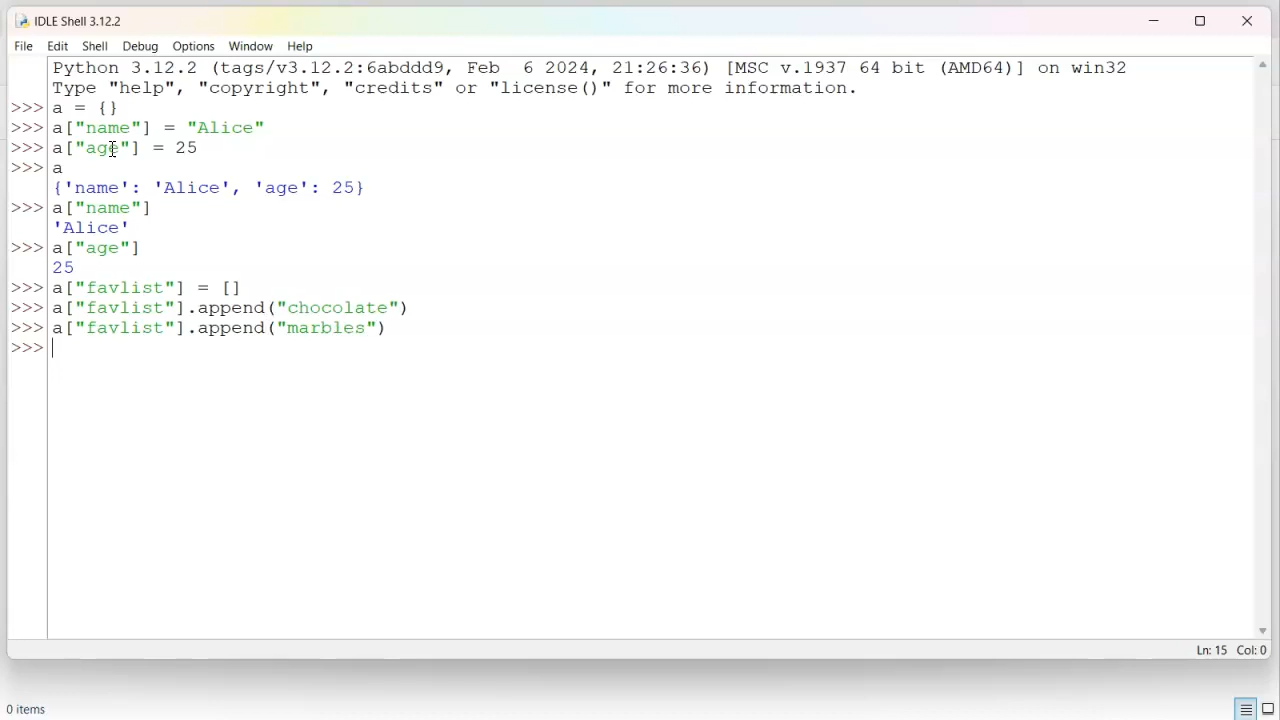 IDLE Shell 3.12.2
File Edit Shell Debug Options Window Help
Python 3.12.2 (tags/v3.12.2:6abddd9, Feb  6 2024, 21:26:36) [MSC v.1937 64 bit (AMD64)] on win32
Type "help", "copyright", "credits" or "license()" for more information.
>>> a = {}
>>> a["name"] = "Alice"
>>> a["age"] = 25
>>> a
{'name': 'Alice', 'age': 25}
>>> a["name"]
'Alice'
>>> a["age"]
25
>>> a["favlist"] = []
>>> a["favlist"].append("chocolate")
>>> a["favlist"].append("marbles")
>>>
Ln: 15 Col: 0
0 items